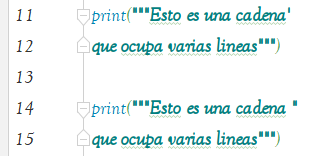 11 print("""Esto es una cadena'
12 que ocupa varias lineas""")
13
14 print("""Esto es una cadena "
15 que ocupa varias lineas""")